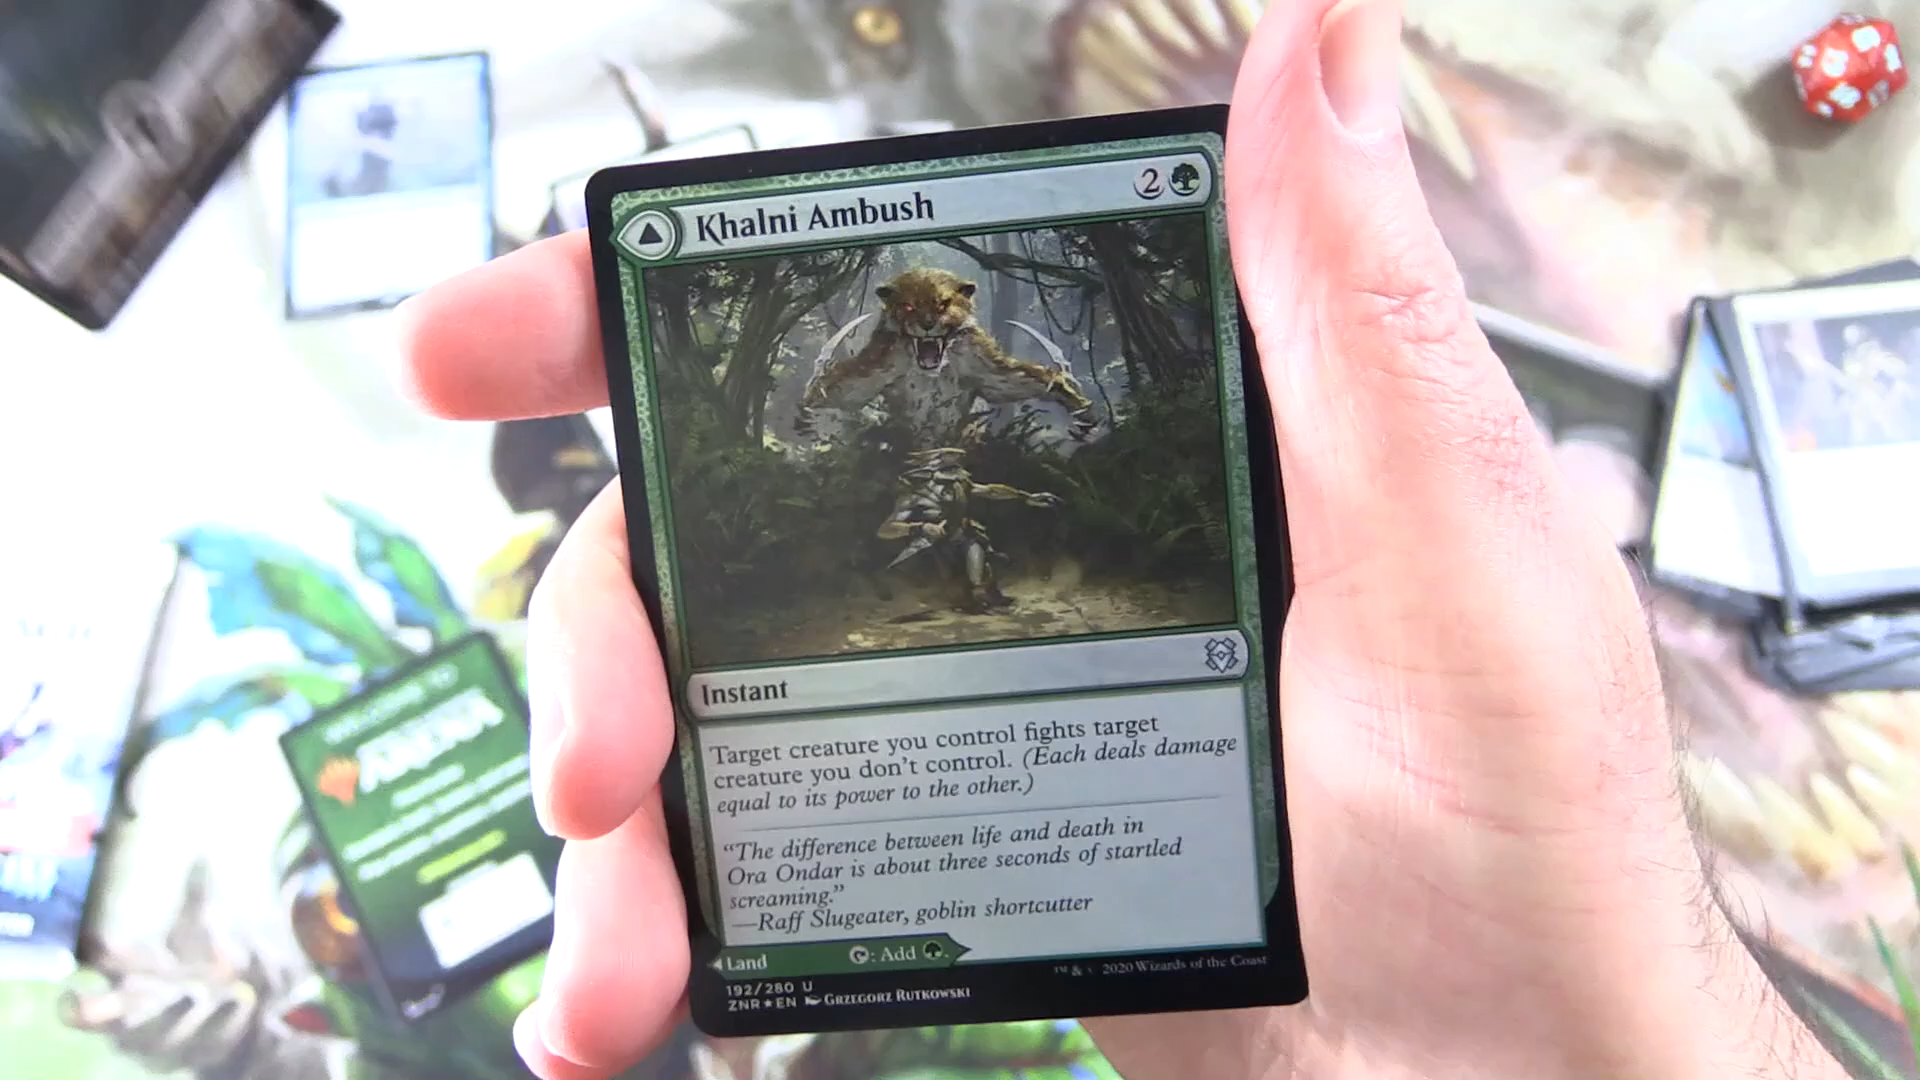 Khalni Ambush 2
Instant
Target creature you control fights target
creature you don't control. (Each deals damage
equal to its power to the other.)
"The difference between life and death in
Ora Ondar is about three seconds of startled
screaming."
—Raff Slugeater, goblin shortcutter
Land : Add .
192/280 U
ZNR★EN GRZEGORZ RUTKOWSKI
™ & 2020 Wizards of the Coast
ARENA